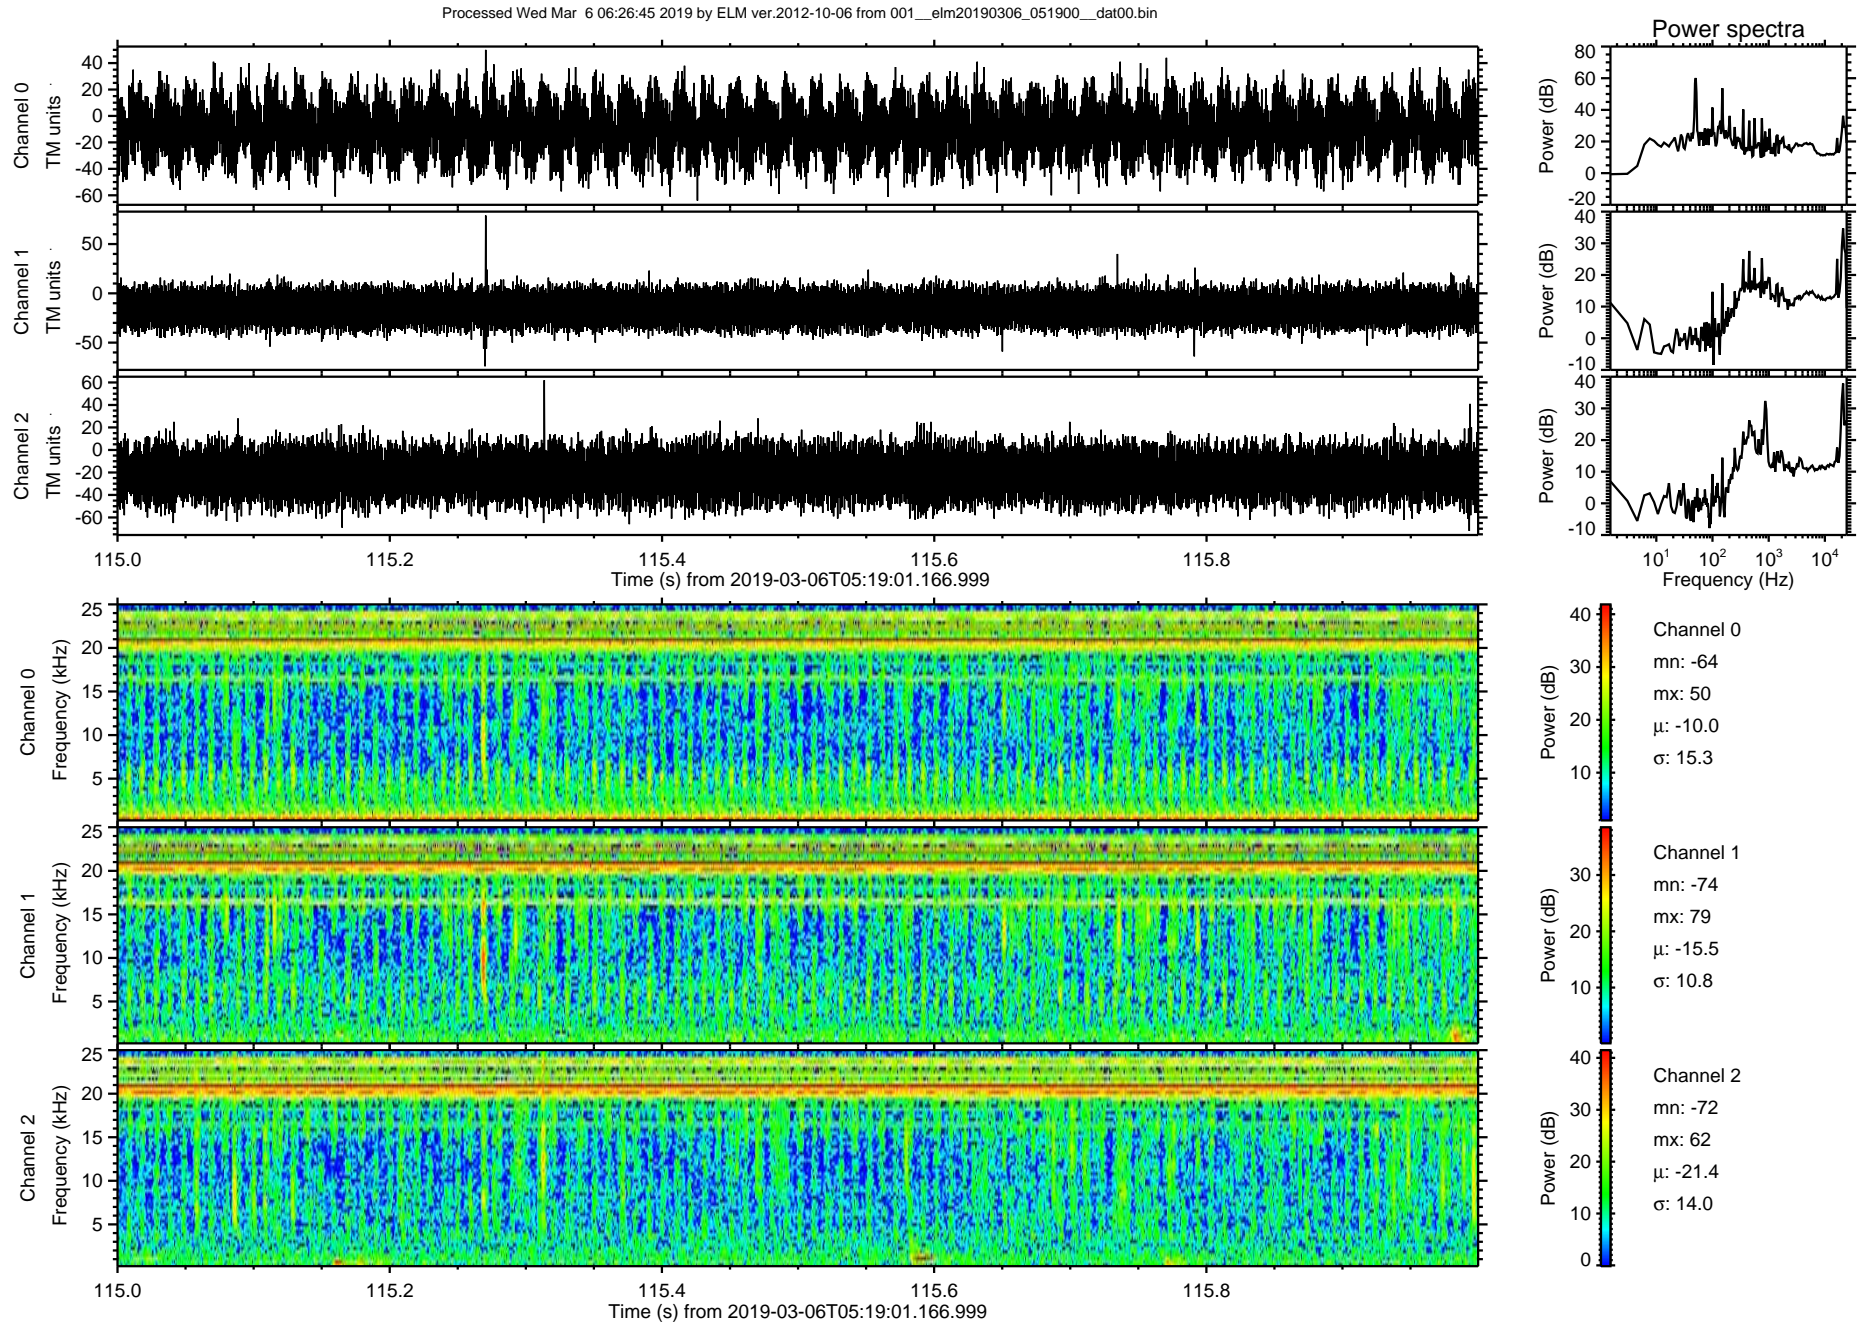 Processed Wed Mar  6 06:26:45 2019 by ELM ver.2012-10-06 from 001__elm20190306_051900__dat00.bin
Power spectra
Channel 0
TM units
40
20
0
-20
-40
-60
Power (dB)
80
60
40
20
0
-20
Channel 1
TM units
50
0
-50
Power (dB)
40
30
20
10
0
-10
Channel 2
TM units
60
40
20
0
-20
-40
-60
Power (dB)
40
30
20
10
0
-10
115.0 115.2 115.4 115.6 115.8
Time (s) from 2019-03-06T05:19:01.166.999
10^1 10^2 10^3 10^4
Frequency (Hz)
Channel 0
Frequency (kHz)
25
20
15
10
5
Power (dB)
40
30
20
10
Channel 0
mn: -64
mx: 50
μ: -10.0
σ: 15.3
Channel 1
Frequency (kHz)
25
20
15
10
5
Power (dB)
30
20
10
Channel 1
mn: -74
mx: 79
μ: -15.5
σ: 10.8
Channel 2
Frequency (kHz)
25
20
15
10
5
Power (dB)
40
30
20
10
0
Channel 2
mn: -72
mx: 62
μ: -21.4
σ: 14.0
115.0 115.2 115.4 115.6 115.8
Time (s) from 2019-03-06T05:19:01.166.999